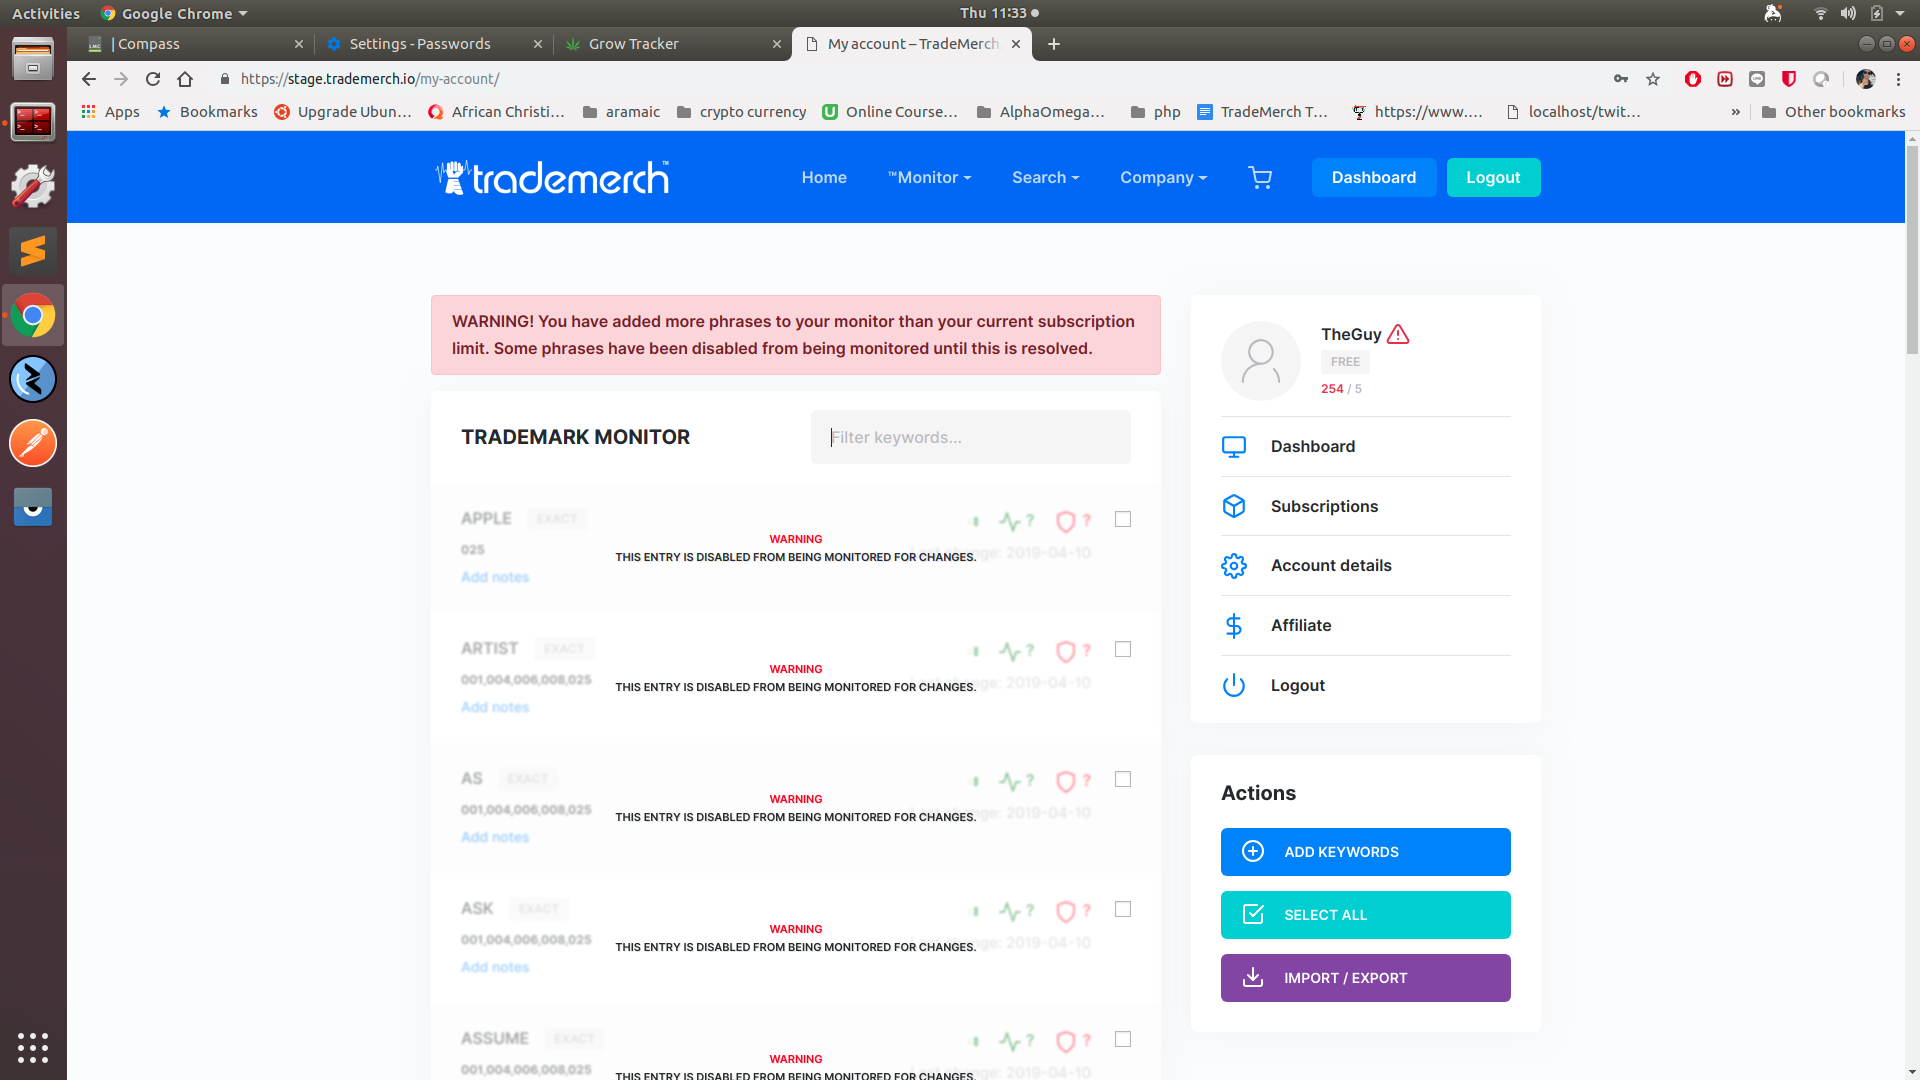 Activities Google Chrome Thu 11:33
| Compass Settings - Passwords Grow Tracker My account – TradeMerch
https://stage.trademerch.io/my-account/
Apps Bookmarks Upgrade Ubun... African Christi... aramaic crypto currency Online Course... AlphaOmega... php TradeMerch T... https://www.... localhost/twit... » Other bookmarks
trademerch™ Home ™Monitor Search Company Dashboard Logout
WARNING! You have added more phrases to your monitor than your current subscription
limit. Some phrases have been disabled from being monitored until this is resolved.
TRADEMARK MONITOR Filter keywords...
APPLE EXACT ? ?
025
WARNING
THIS ENTRY IS DISABLED FROM BEING MONITORED FOR CHANGES. Last change: 2019-04-10
Add notes
ARTIST EXACT ? ?
001,004,006,008,025
WARNING
THIS ENTRY IS DISABLED FROM BEING MONITORED FOR CHANGES. Last change: 2019-04-10
Add notes
AS EXACT ? ?
001,004,006,008,025
WARNING
THIS ENTRY IS DISABLED FROM BEING MONITORED FOR CHANGES. Last change: 2019-04-10
Add notes
ASK EXACT ? ?
001,004,006,008,025
WARNING
THIS ENTRY IS DISABLED FROM BEING MONITORED FOR CHANGES. Last change: 2019-04-10
Add notes
ASSUME EXACT ? ?
001,004,006,008,025
WARNING
THIS ENTRY IS DISABLED FROM BEING MONITORED FOR CHANGES.
TheGuy
FREE
254 / 5
Dashboard
Subscriptions
Account details
Affiliate
Logout
Actions
ADD KEYWORDS
SELECT ALL
IMPORT / EXPORT